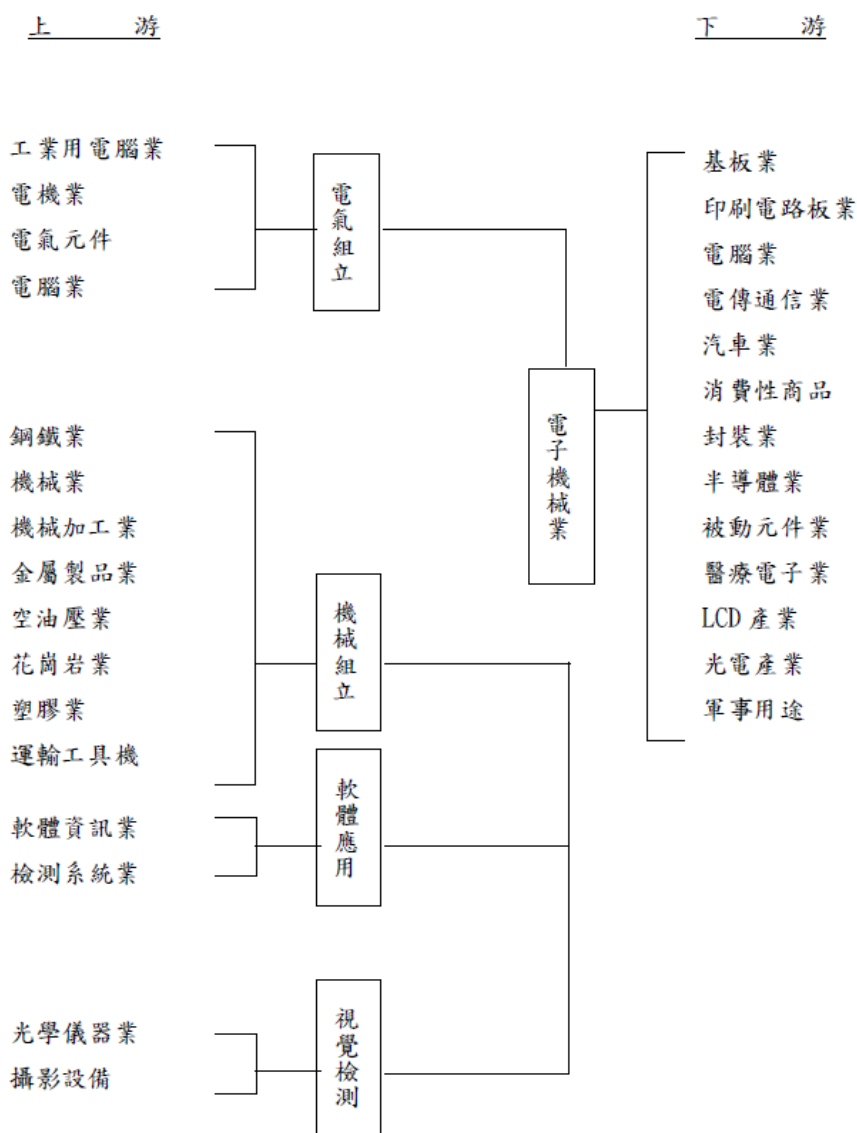 上 游
下 游
工業用電腦業
電機業
電氣元件
電腦業
電氣組立
鋼鐵業
機械業
機械加工業
金屬製品業
空油壓業
花崗岩業
塑膠業
運輸工具機
機械組立
軟體資訊業
檢測系統業
軟體應用
光學儀器業
攝影設備
視覺檢測
電子機械業
基板業
印刷電路板業
電腦業
電傳通信業
汽車業
消費性商品
封裝業
半導體業
被動元件業
醫療電子業
LCD 產業
光電產業
軍事用途